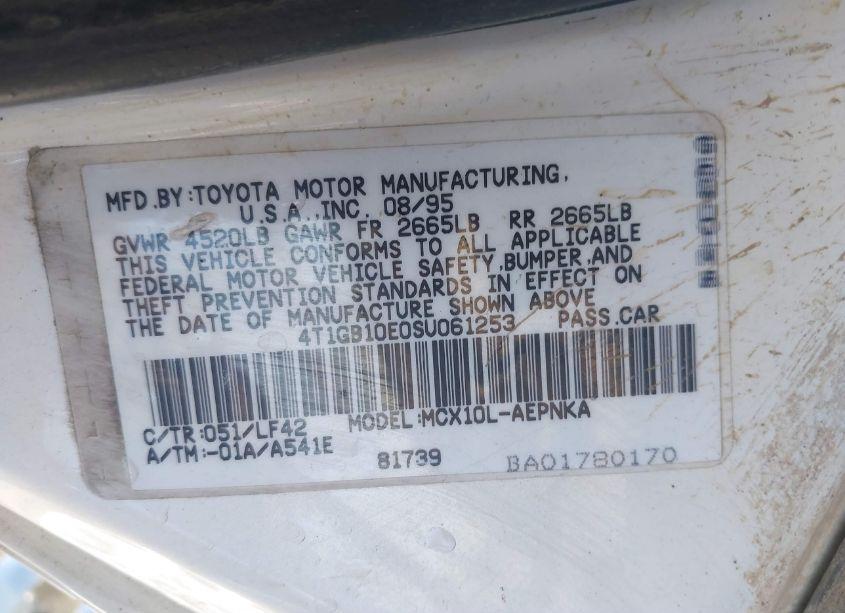 MFD.BY:TOYOTA MOTOR MANUFACTURING,
U.S.A.,INC. 08/95
GVWR 4520LB GAWR FR 2665LB RR 2665LB
THIS VEHICLE CONFORMS TO ALL APPLICABLE
FEDERAL MOTOR VEHICLE SAFETY,BUMPER,AND
THEFT PREVENTION STANDARDS IN EFFECT ON
THE DATE OF MANUFACTURE SHOWN ABOVE
4T1GB10E0SU061253 PASS.CAR
C/TR:051/LF42 MODEL:MCX10L-AEPNKA
A/TM:-01A/A541E 81739 BA01780170